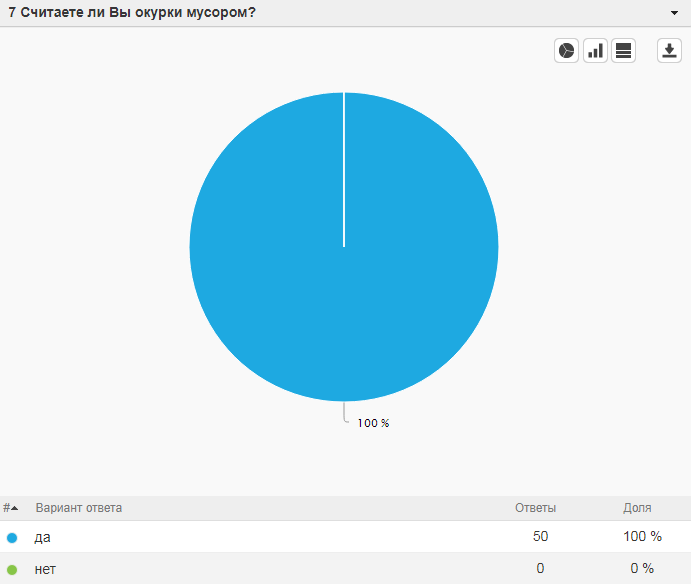 7 Считаете ли Вы окурки мусором?
100 %
# Вариант ответа Ответы Доля
да 50 100 %
нет 0 0 %